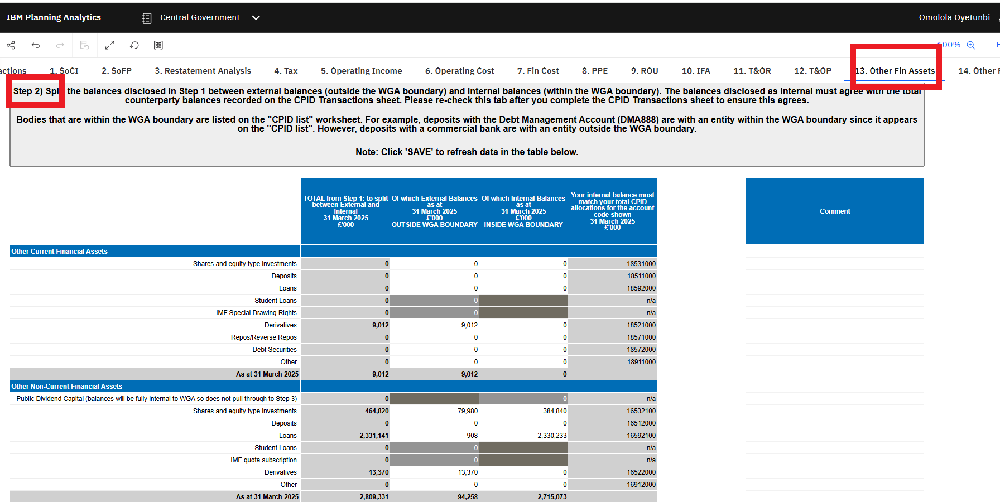 IBM Planning Analytics Central Government Omolola Oyetunbi
100%
actions 1. SoCI 2. SoFP 3. Restatement Analysis 4. Tax 5. Operating Income 6. Operating Cost 7. Fin Cost 8. PPE 9. ROU 10. IFA 11. T&OR 12. T&OP 13. Other Fin Assets 14. Other F
Step 2) Spl the balances disclosed in Step 1 between external balances (outside the WGA boundary) and internal balances (within the WGA boundary). The balances disclosed as internal must agree with the total
counterparty balances recorded on the CPID Transactions sheet. Please re-check this tab after you complete the CPID Transactions sheet to ensure this agrees.
Bodies that are within the WGA boundary are listed on the "CPID list" worksheet. For example, deposits with the Debt Management Account (DMA888) are with an entity within the WGA boundary since it appears
on the "CPID list". However, deposits with a commercial bank are with an entity outside the WGA boundary.
Note: Click 'SAVE' to refresh data in the table below.
TOTAL from Step 1: to split
between External and
Internal
31 March 2025
£'000
Of which External Balances
as at
31 March 2025
£'000
OUTSIDE WGA BOUNDARY
Of which Internal Balances
as at
31 March 2025
£'000
INSIDE WGA BOUNDARY
Your internal balance must
match your total CPID
allocations for the account
code shown
31 March 2025
£'000
Comment
Other Current Financial Assets
Shares and equity type investments 0 0 0 18531000
Deposits 0 0 0 18511000
Loans 0 0 0 18592000
Student Loans 0 0 n/a
IMF Special Drawing Rights 0 0 n/a
Derivatives 9,012 9,012 0 18521000
Repos/Reverse Repos 0 0 0 18571000
Debt Securities 0 0 0 18572000
Other 0 0 0 18911000
As at 31 March 2025 9,012 9,012 0
Other Non-Current Financial Assets
Public Dividend Capital (balances will be fully internal to WGA so does not pull through to Step 3) 0 0 n/a
Shares and equity type investments 464,820 79,980 384,840 16532100
Deposits 0 0 0 16512000
Loans 2,331,141 908 2,330,233 16592100
Student Loans 0 0 n/a
IMF quota subscription 0 0 n/a
Derivatives 13,370 13,370 0 16522000
Other 0 0 0 16912000
As at 31 March 2025 2,809,331 94,258 2,715,073